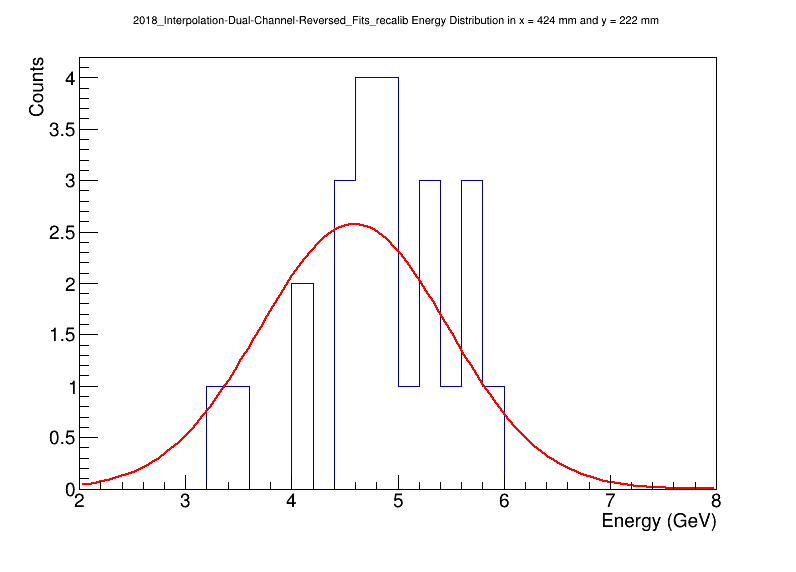 2018_Interpolation-Dual-Channel-Reversed_Fits_recalib Energy Distribution in x = 424 mm and y = 222 mm
Counts
4
3.5
3
2.5
2
1.5
1
0.5
0
2 3 4 5 6 7 8
Energy (GeV)